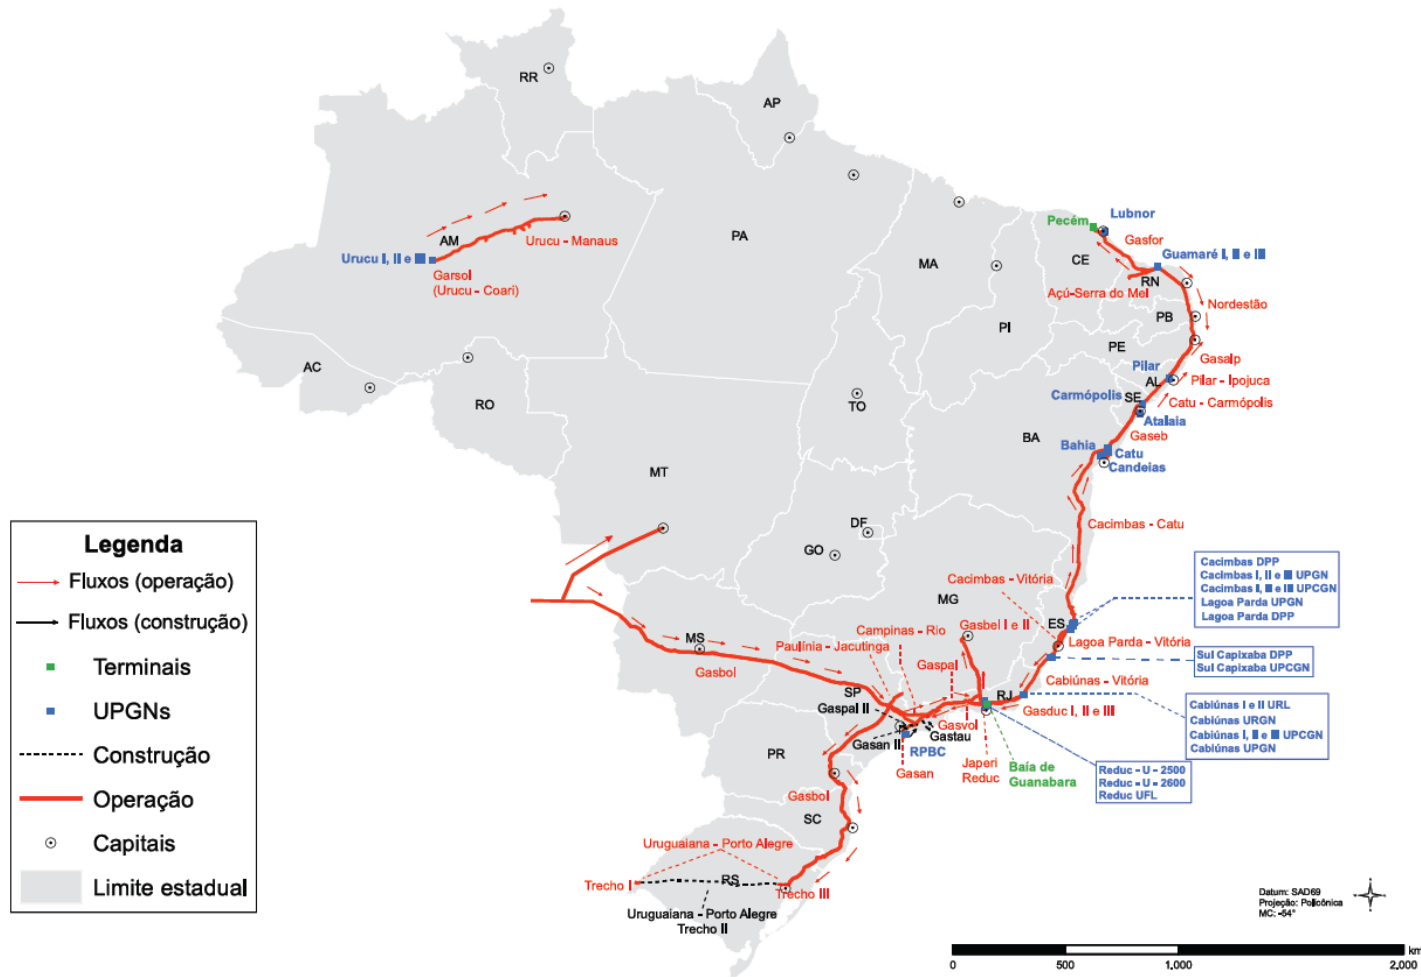 RR
AP
AM
Urucu - Manaus
Urucu I, II e III
Garsol
(Urucu - Coari)
PA
MA
Pecém
Lubnor
Gasfor
CE
Guamaré I, II e III
Açú-Serra do Mel
RN
Nordestão
PB
PI
PE
Gasalp
Pilar
AL
Pilar - Ipojuca
Carmópolis
SE
Catu - Carmópolis
Atalaia
Gaseb
AC
RO
TO
BA
Bahia
Catu
Candeias
MT
DF
GO
Cacimbas - Catu
Cacimbas - Vitória
MG
ES
Lagoa Parda - Vitória
Cacimbas DPP
Cacimbas I, II e III UPGN
Cacimbas I, II e III UPCGN
Lagoa Parda UPGN
Lagoa Parda DPP
Sul Capixaba DPP
Sul Capixaba UPCGN
MS
Gasbol
Campinas - Rio
Gasbel I e II
Paulínia - Jacutinga
Gaspal
Cabiúnas - Vitória
SP
RJ
Gasduc I, II e III
Gaspal II
Gasvol
Gastau
Gasan II
RPBC
Gasan
Japeri
Reduc
Baía de
Guanabara
Cabiúnas I e II URL
Cabiúnas URGN
Cabiúnas I, II e III UPCGN
Cabiúnas UPGN
Reduc - U - 2500
Reduc - U - 2600
Reduc UFL
PR
Gasbol
SC
Uruguaiana - Porto Alegre
Trecho I
RS
Trecho III
Uruguaiana - Porto Alegre
Trecho II
Legenda
Fluxos (operação)
Fluxos (construção)
Terminais
UPGNs
Construção
Operação
Capitais
Limite estadual
Datum: SAD69
Projeção: Policônica
MC: -54°
km
0 500 1,000 2,000